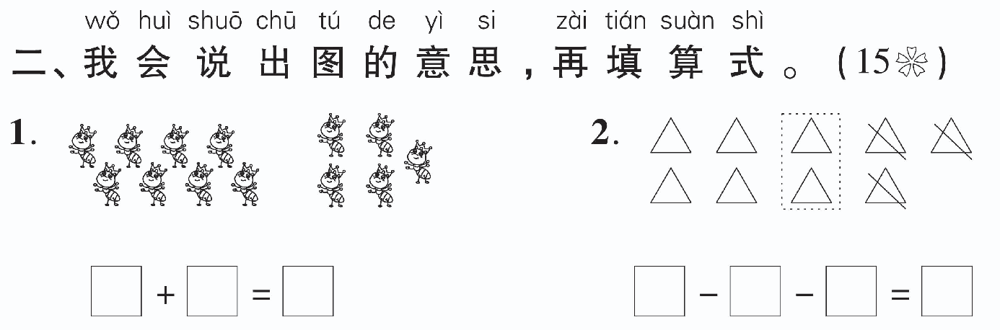 wǒ huì shuō chū tú de yì si zài tián suàn shì
二、我会说出图的意思，再填算式。(15)
1. 2.
□ + □ = □ □ - □ - □ = □